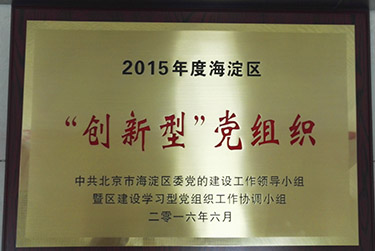 2015年度海淀区
“创新型”党组织
中共北京市海淀区委党的建设工作领导小组
暨区建设学习型党组织工作协调小组
二零一六年六月